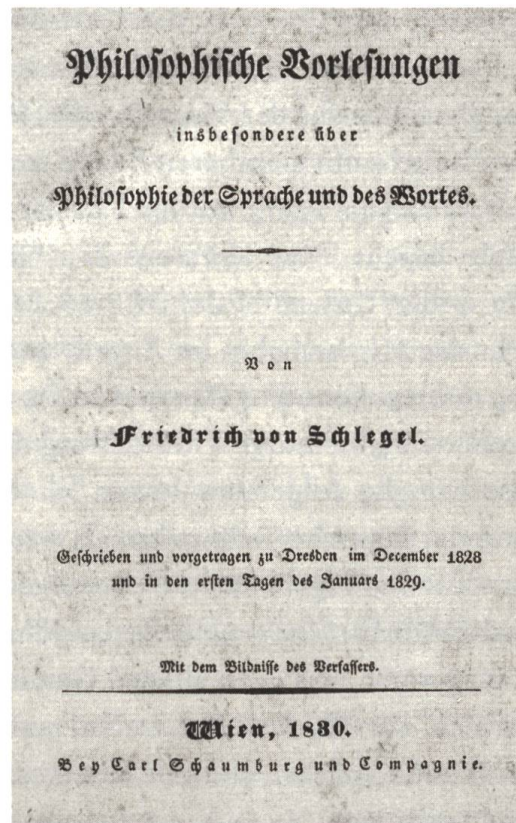 Philosophische Vorlesungen
insbesondere über
Philosophie der Sprache und des Wortes.
Von
Friedrich von Schlegel.
Geschrieben und vorgetragen zu Dresden im December 1828
und in den ersten Tagen des Januars 1829.
Mit dem Bildnisse des Verfassers.
Wien, 1830.
Bey Carl Schaumburg und Compagnie.